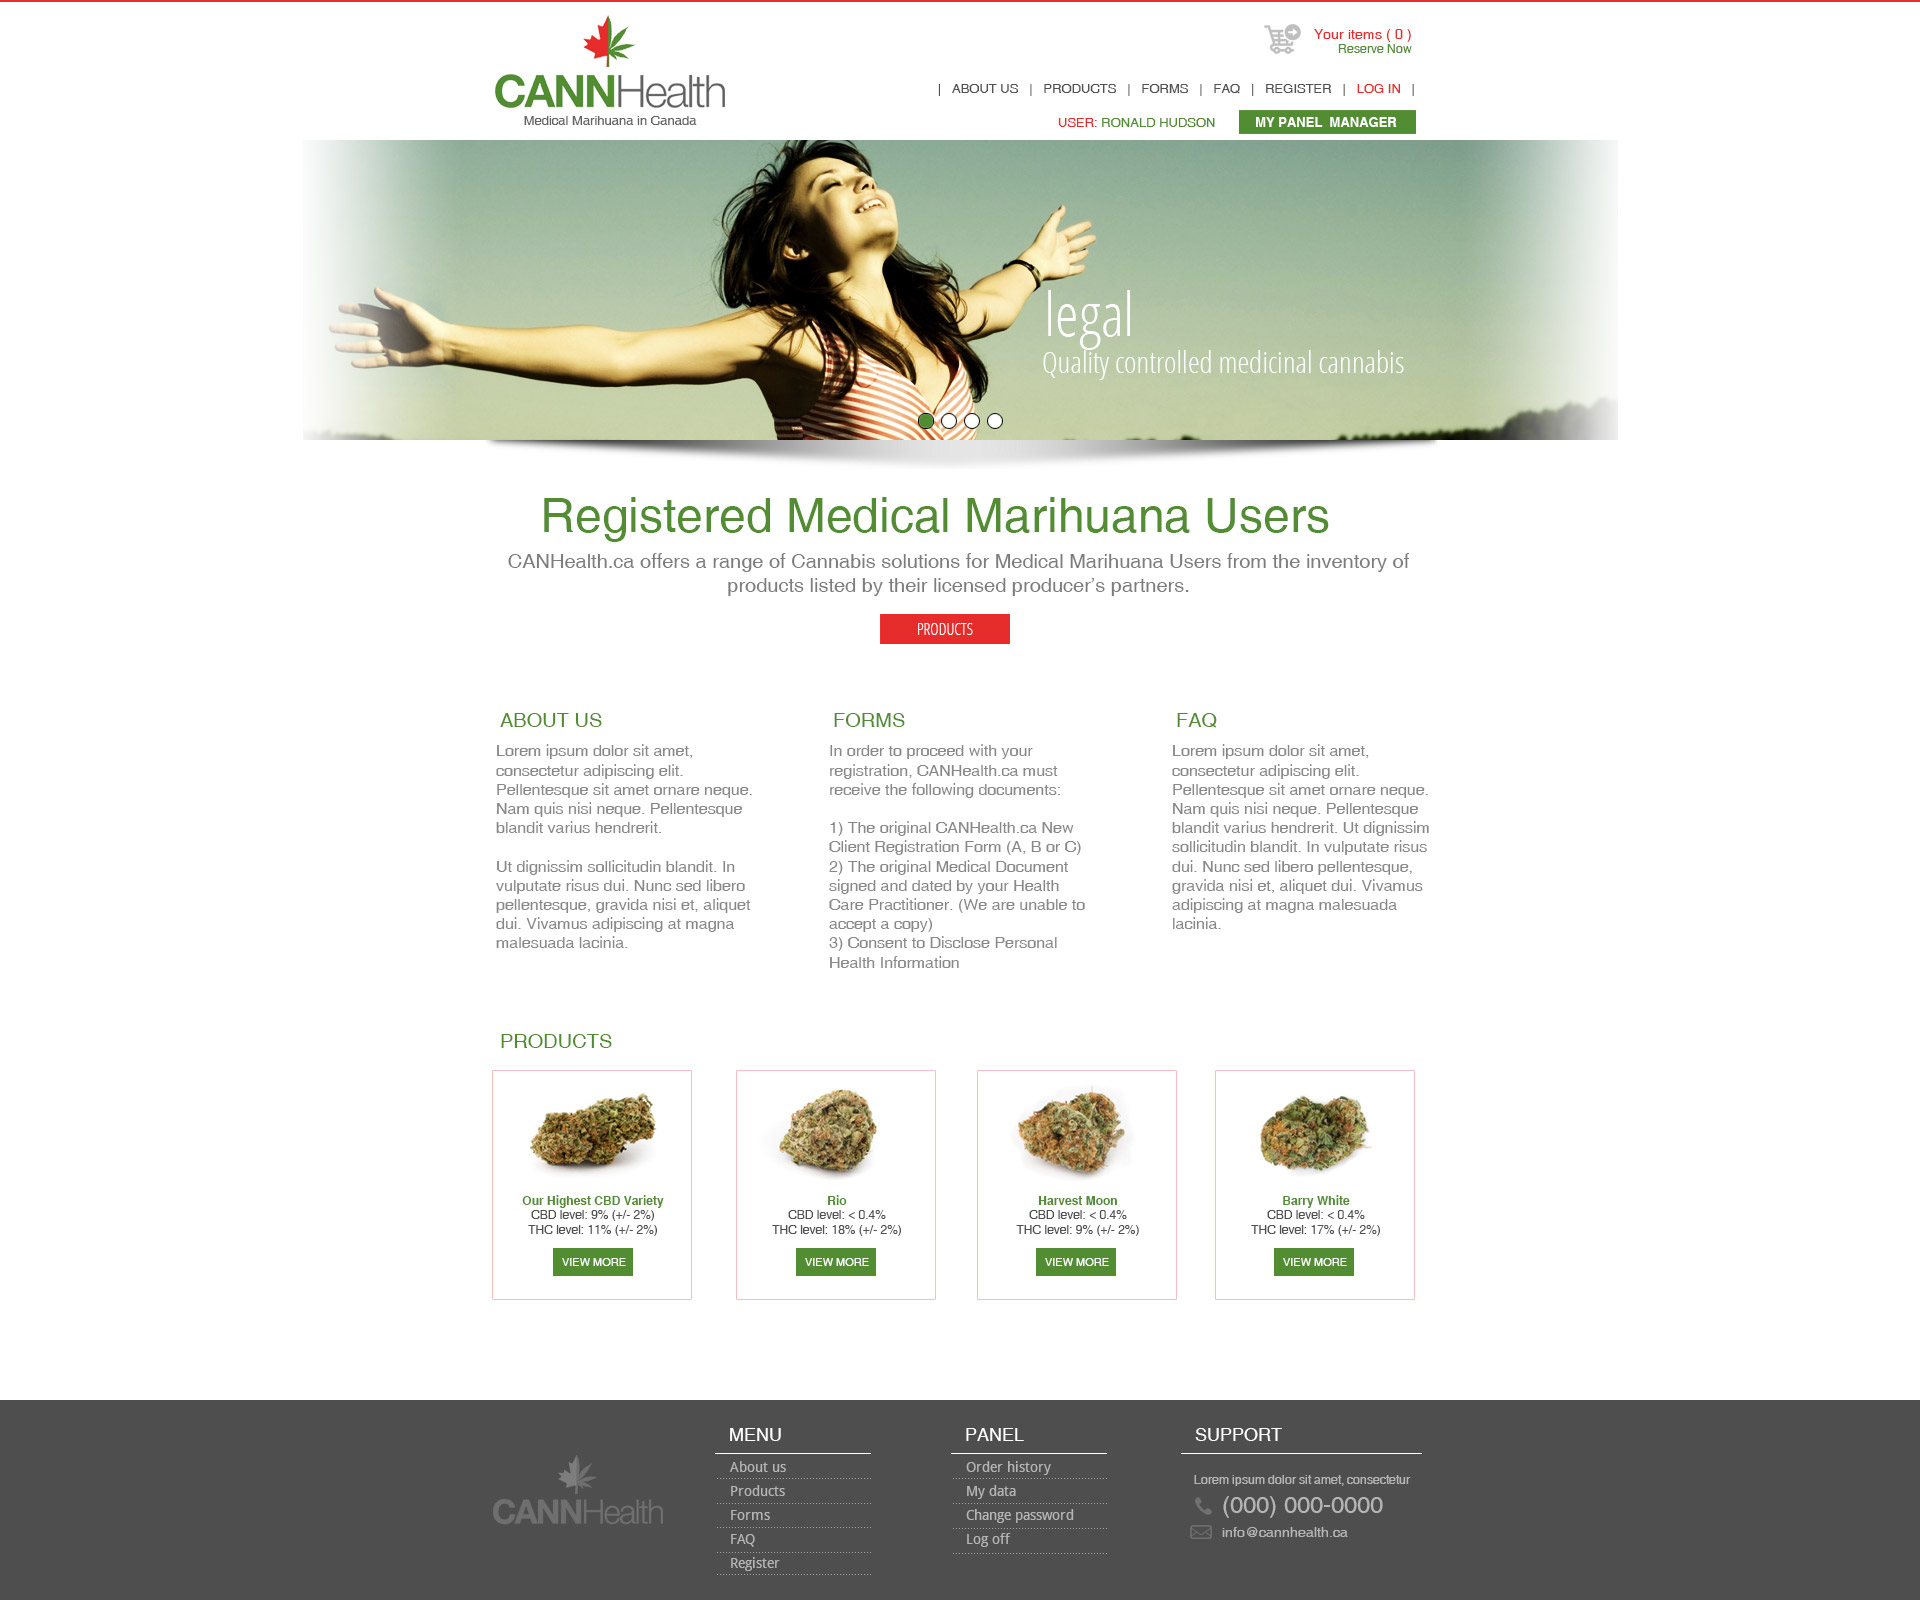 Your items ( 0 )
Reserve Now
CANNHealth
Medical Marihuana in Canada
| ABOUT US | PRODUCTS | FORMS | FAQ | REGISTER | LOG IN |
USER: RONALD HUDSON
MY PANEL MANAGER
legal
Quality controlled medicinal cannabis
Registered Medical Marihuana Users
CANHealth.ca offers a range of Cannabis solutions for Medical Marihuana Users from the inventory of
products listed by their licensed producer’s partners.
PRODUCTS
ABOUT US
Lorem ipsum dolor sit amet,
consectetur adipiscing elit.
Pellentesque sit amet ornare neque.
Nam quis nisi neque. Pellentesque
blandit varius hendrerit.
Ut dignissim sollicitudin blandit. In
vulputate risus dui. Nunc sed libero
pellentesque, gravida nisi et, aliquet
dui. Vivamus adipiscing at magna
malesuada lacinia.
FORMS
In order to proceed with your
registration, CANHealth.ca must
receive the following documents:
1) The original CANHealth.ca New
Client Registration Form (A, B or C)
2) The original Medical Document
signed and dated by your Health
Care Practitioner. (We are unable to
accept a copy)
3) Consent to Disclose Personal
Health Information
FAQ
Lorem ipsum dolor sit amet,
consectetur adipiscing elit.
Pellentesque sit amet ornare neque.
Nam quis nisi neque. Pellentesque
blandit varius hendrerit. Ut dignissim
sollicitudin blandit. In vulputate risus
dui. Nunc sed libero pellentesque,
gravida nisi et, aliquet dui. Vivamus
adipiscing at magna malesuada
lacinia.
PRODUCTS
Our Highest CBD Variety
CBD level: 9% (+/- 2%)
THC level: 11% (+/- 2%)
VIEW MORE
Rio
CBD level: < 0.4%
THC level: 18% (+/- 2%)
VIEW MORE
Harvest Moon
CBD level: < 0.4%
THC level: 9% (+/- 2%)
VIEW MORE
Barry White
CBD level: < 0.4%
THC level: 17% (+/- 2%)
VIEW MORE
CANNHealth
MENU
About us
Products
Forms
FAQ
Register
PANEL
Order history
My data
Change password
Log off
SUPPORT
Lorem ipsum dolor sit amet, consectetur
(000) 000-0000
info@cannhealth.ca